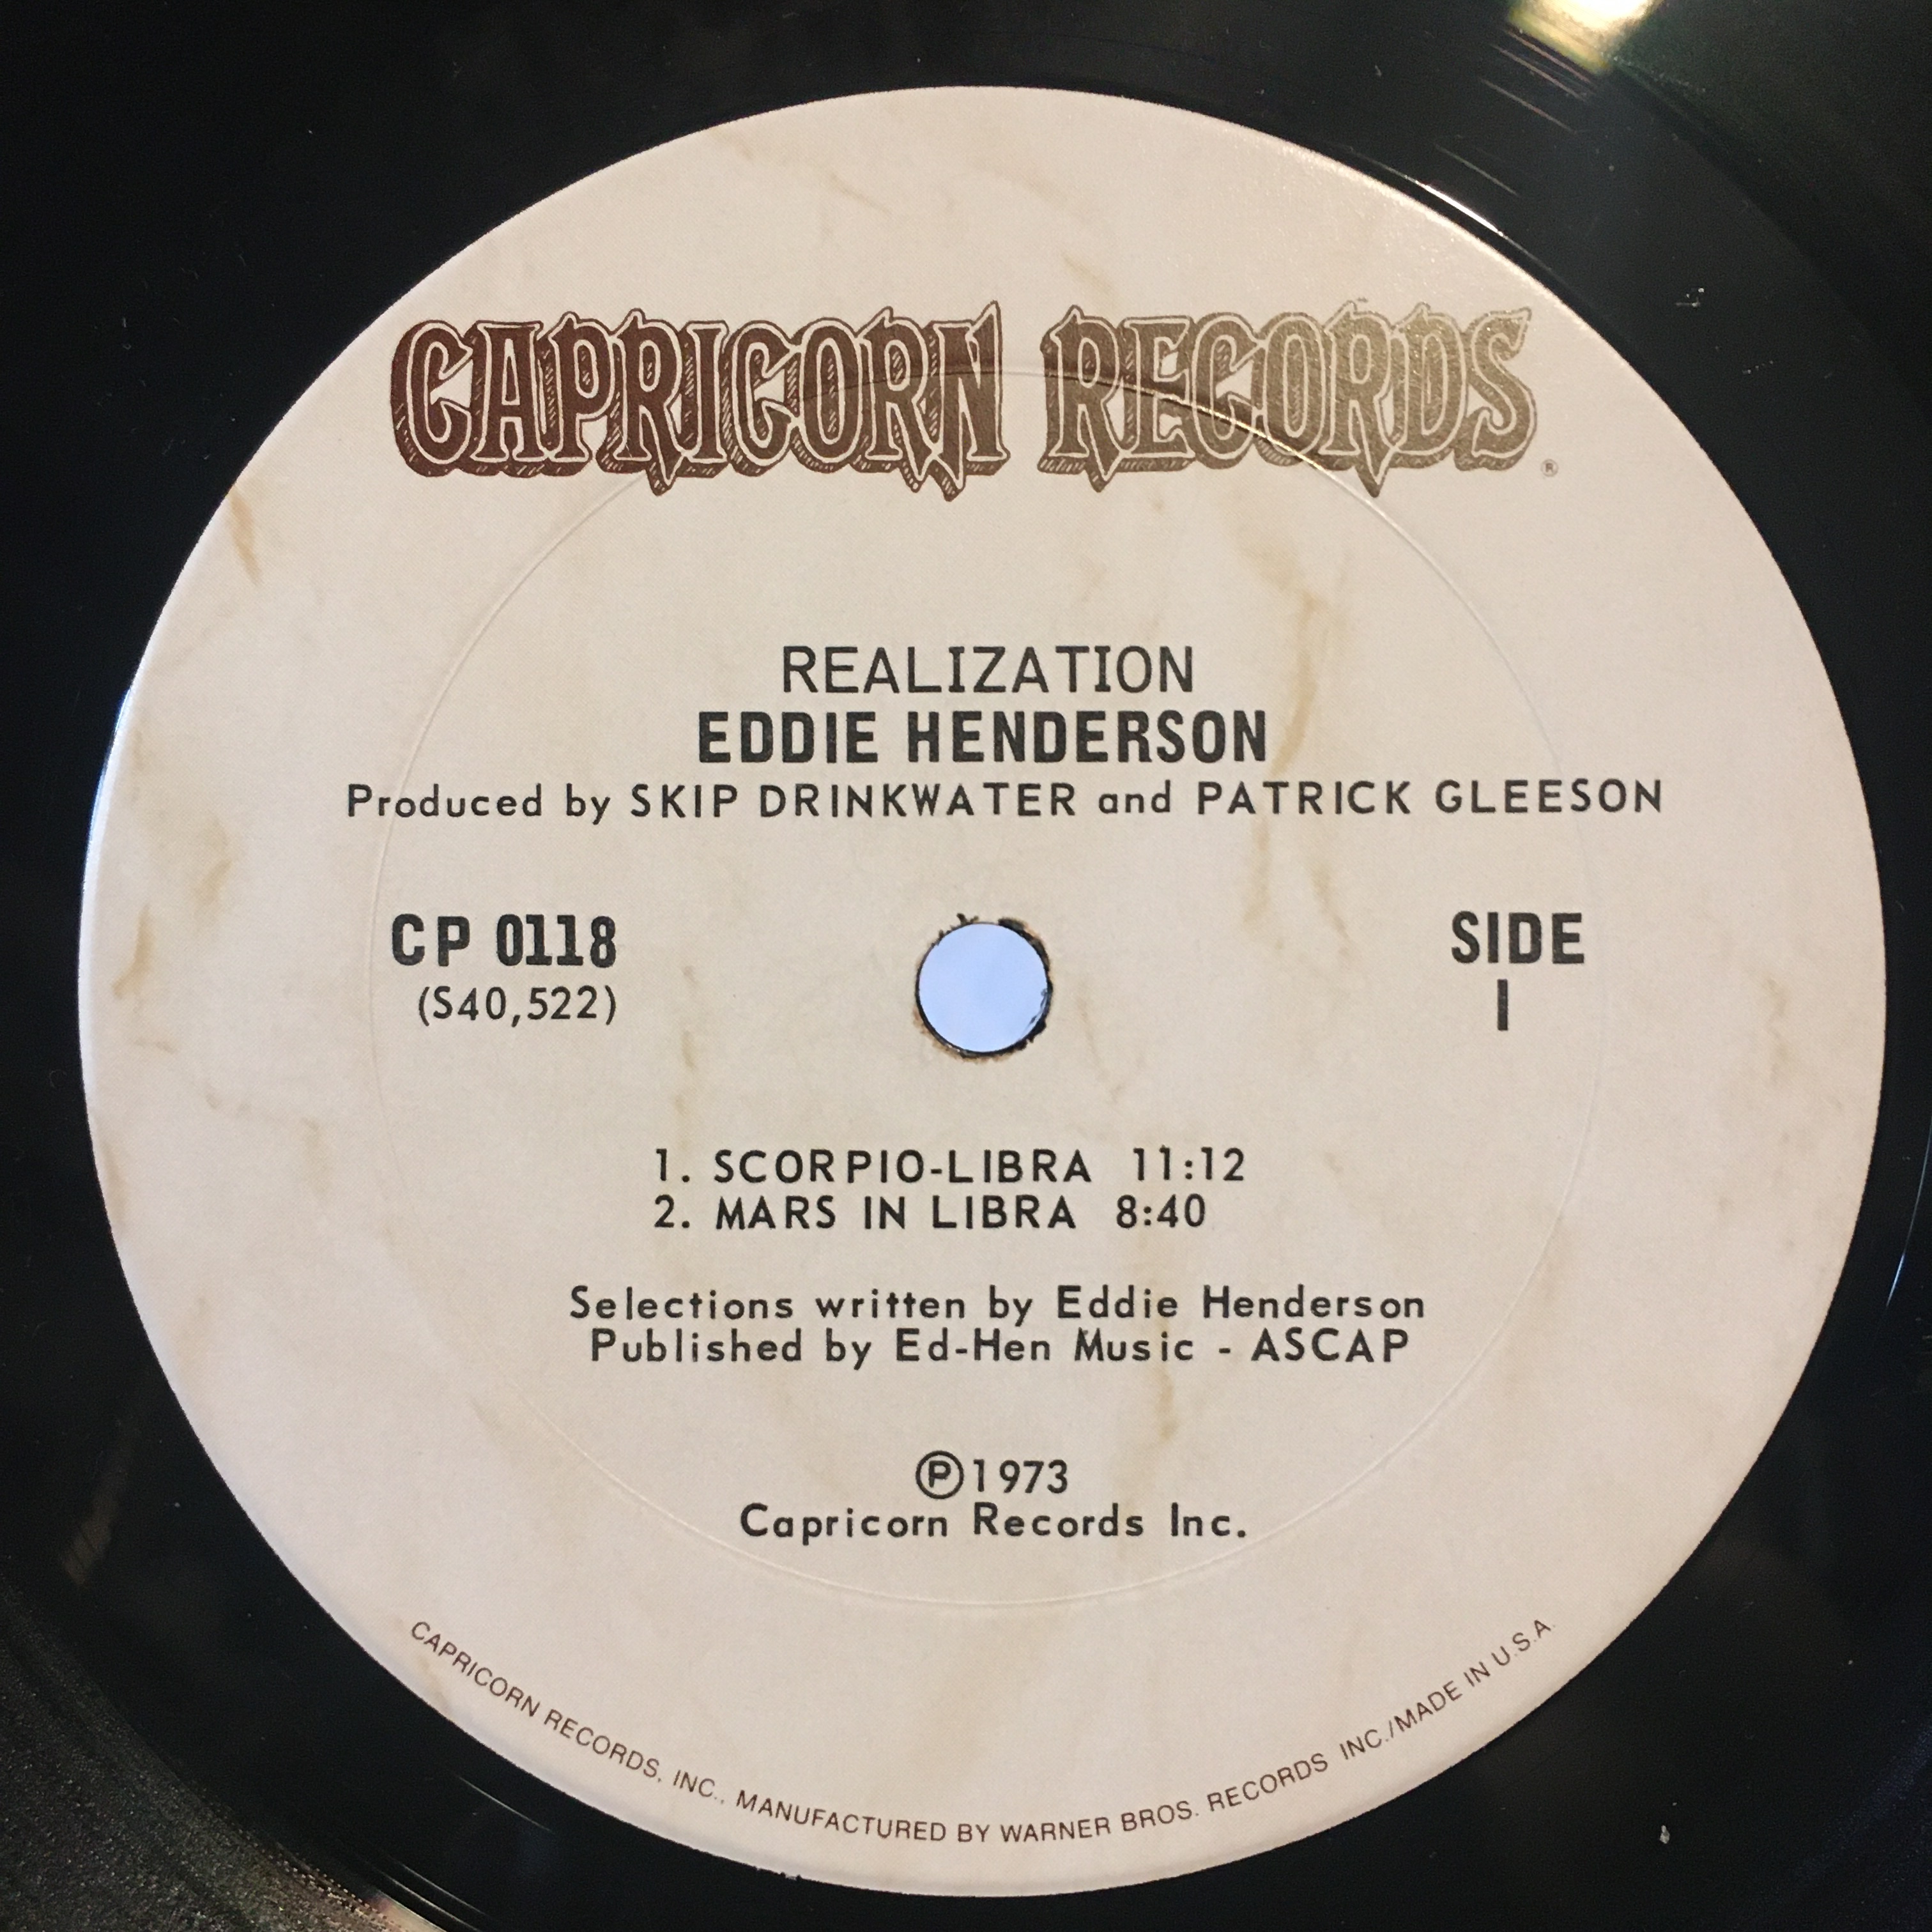 CAPRICORN RECORDS ®
REALIZATION
EDDIE HENDERSON
Produced by SKIP DRINKWATER and PATRICK GLEESON
CP 0118
(S40,522)
SIDE
1
1. SCORPIO-LIBRA 11:12
2. MARS IN LIBRA 8:40
Selections written by Eddie Henderson
Published by Ed-Hen Music - ASCAP
℗1973
Capricorn Records Inc.
CAPRICORN RECORDS, INC., MANUFACTURED BY WARNER BROS. RECORDS INC./MADE IN U.S.A.